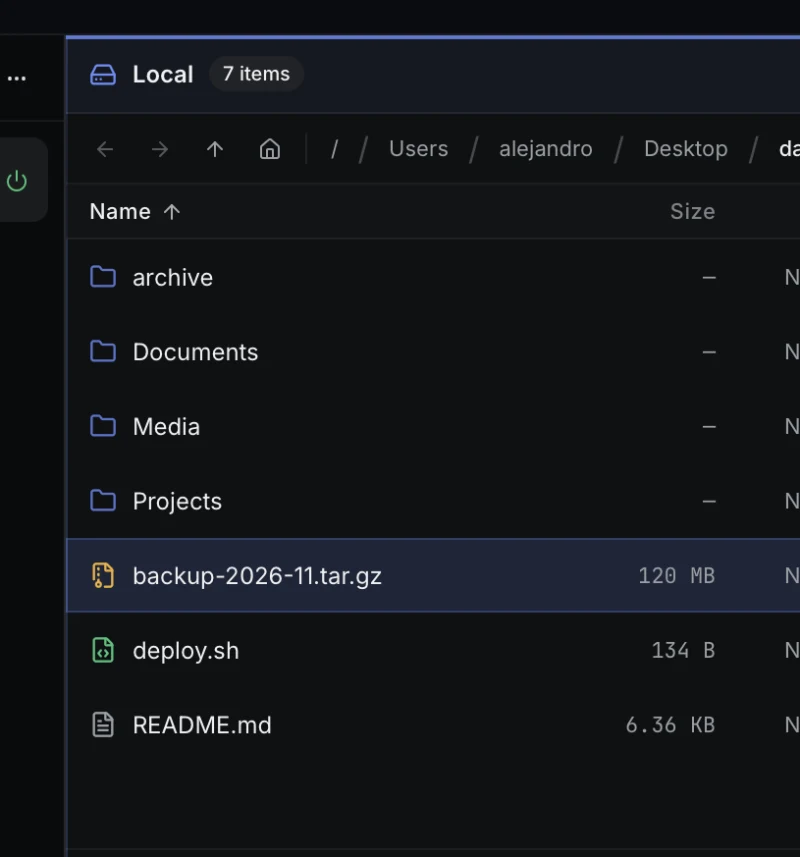 ...
Local 7 items
/ / Users / alejandro / Desktop / da
Name Size
archive – N
Documents – N
Media – N
Projects – N
backup-2026-11.tar.gz 120 MB N
deploy.sh 134 B N
README.md 6.36 KB N